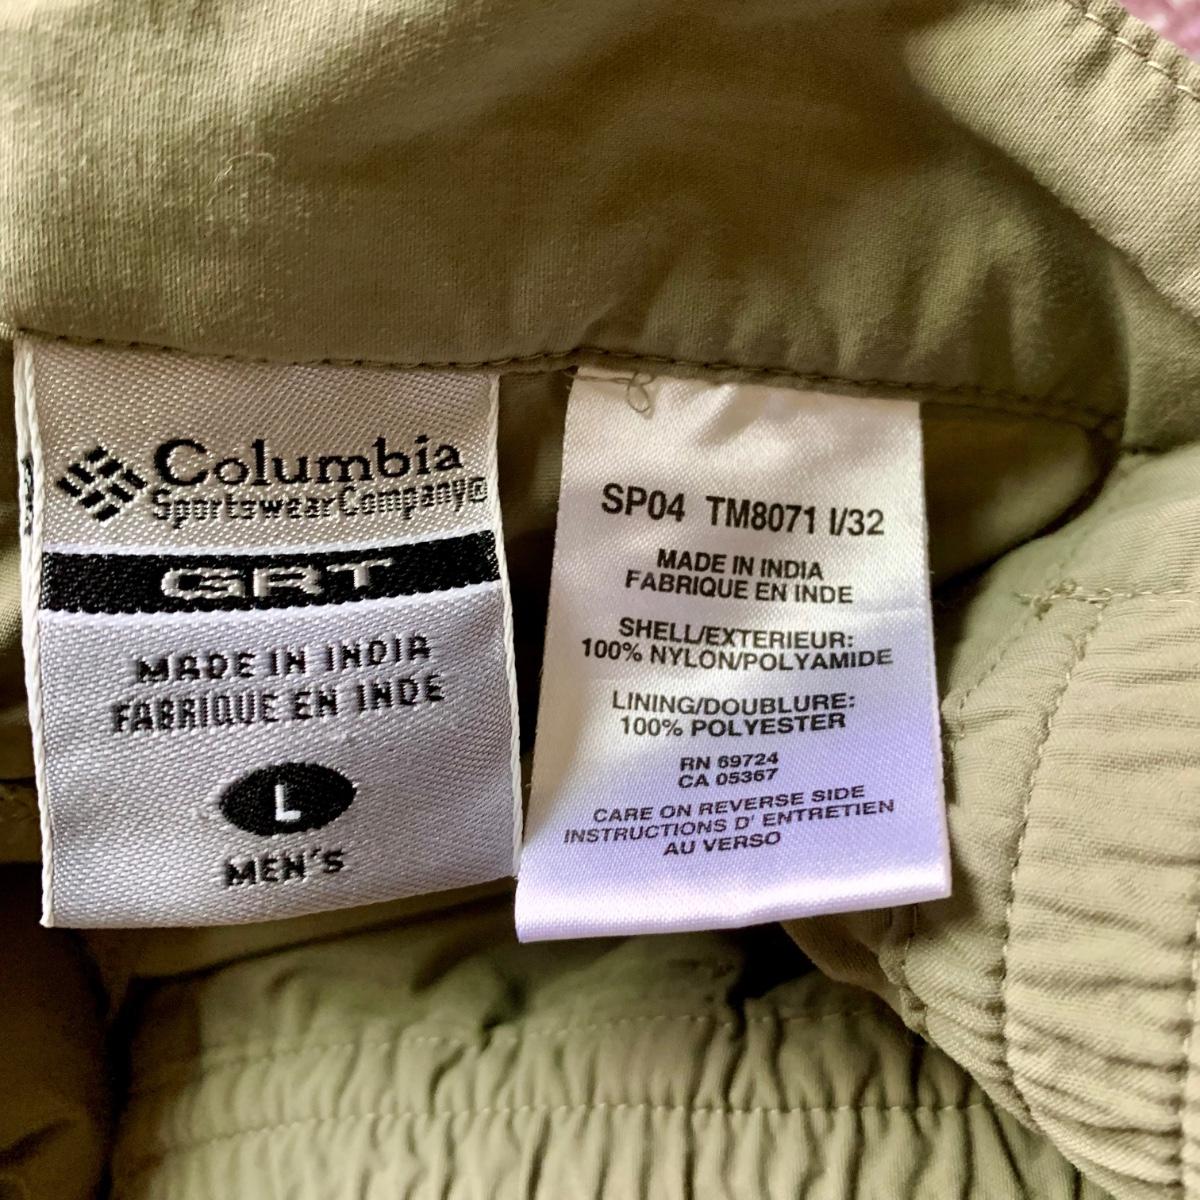 Columbia
Sportswear Company®
GRT
MADE IN INDIA
FABRIQUE EN INDE
L
MEN'S
SP04 TM8071 I/32
MADE IN INDIA
FABRIQUE EN INDE
SHELL/EXTERIEUR:
100% NYLON/POLYAMIDE
LINING/DOUBLURE:
100% POLYESTER
RN 69724
CA 05367
CARE ON REVERSE SIDE
INSTRUCTIONS D' ENTRETIEN
AU VERSO